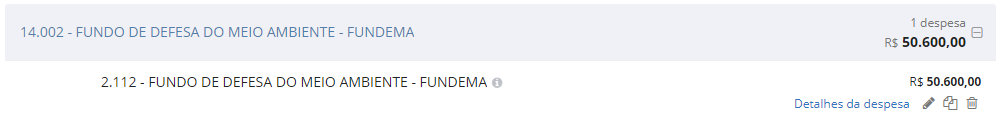 14.002 - FUNDO DE DEFESA DO MEIO AMBIENTE - FUNDEMA
1 despesa
R$ 50.600,00
2.112 - FUNDO DE DEFESA DO MEIO AMBIENTE - FUNDEMA
R$ 50.600,00
Detalhes da despesa